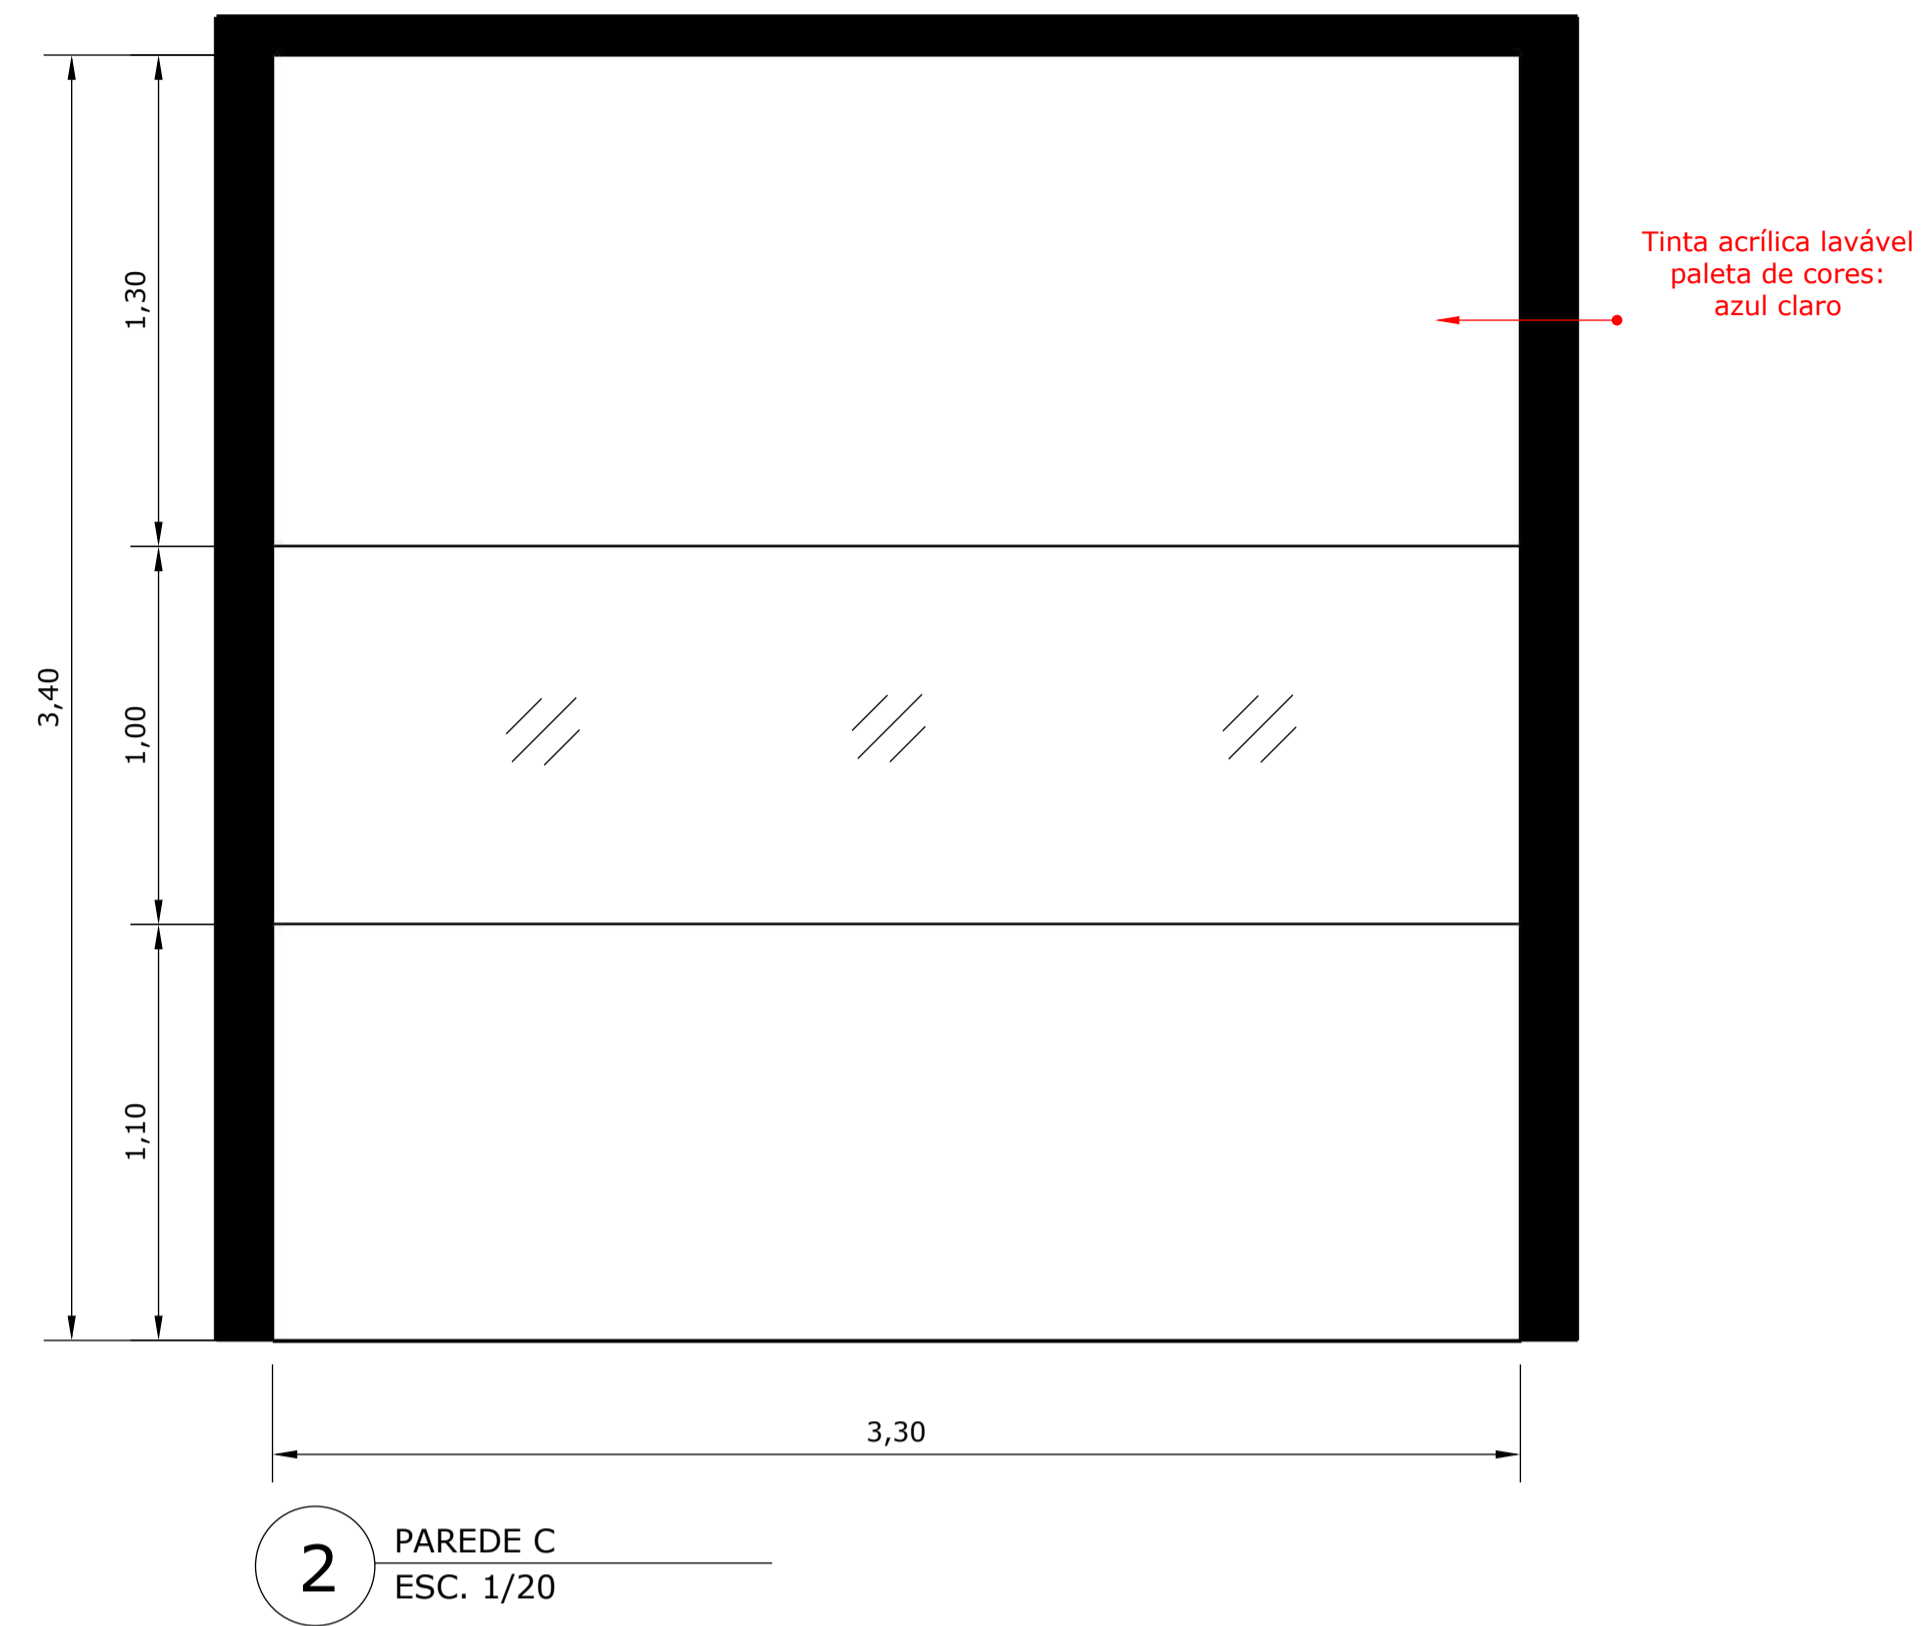 Tinta acrílica lavável
paleta de cores:
azul claro
1,30
3,40
1,00
1,10
3,30
2
PAREDE C
ESC. 1/20